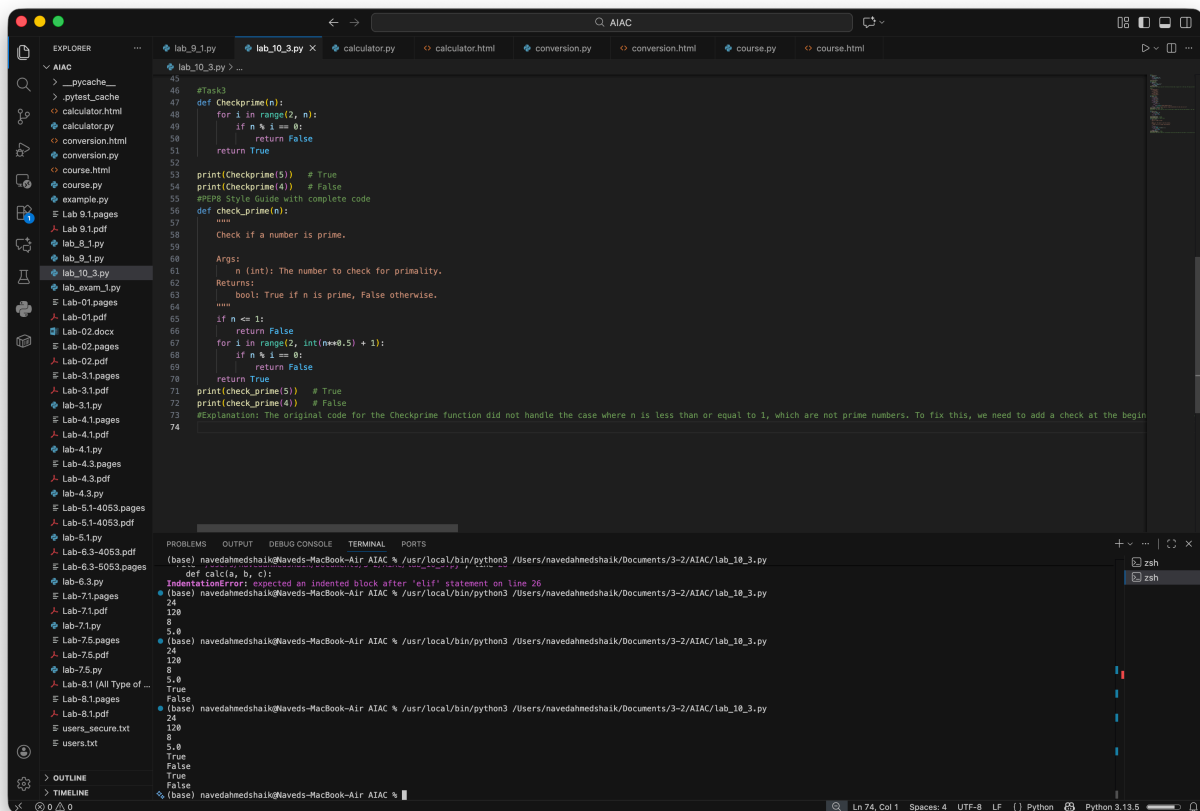 AIAC
EXPLORER
AIAC
__pycache__
.pytest_cache
calculator.html
calculator.py
conversion.html
conversion.py
course.html
course.py
example.py
Lab 9.1.pages
Lab 9.1.pdf
lab_8_1.py
lab_9_1.py
lab_10_3.py
lab_exam_1.py
Lab-01.pages
Lab-01.pdf
Lab-02.docx
Lab-02.pages
Lab-02.pdf
Lab-3.1.pages
Lab-3.1.pdf
lab-3.1.py
Lab-4.1.pages
Lab-4.1.pdf
lab-4.1.py
Lab-4.3.pages
Lab-4.3.pdf
lab-4.3.py
Lab-5.1-4053.pages
Lab-5.1-4053.pdf
lab-5.1.py
Lab-6.3-4053.pdf
Lab-6.3-5053.pages
lab-6.3.py
Lab-7.1.pages
Lab-7.1.pdf
lab-7.1.py
Lab-7.5.pages
Lab-7.5.pdf
lab-7.5.py
Lab-8.1 (All Type of ...
Lab-8.1.pages
Lab-8.1.pdf
users_secure.txt
users.txt
OUTLINE
TIMELINE
lab_9_1.py lab_10_3.py calculator.py calculator.html conversion.py conversion.html course.py course.html
lab_10_3.py > ...
45
46 #Task3
47 def Checkprime(n):
48 for i in range(2, n):
49 if n % i == 0:
50 return False
51 return True
52
53 print(Checkprime(5)) # True
54 print(Checkprime(4)) # False
55 #PEP8 Style Guide with complete code
56 def check_prime(n):
57 """
58 Check if a number is prime.
59
60 Args:
61 n (int): The number to check for primality.
62 Returns:
63 bool: True if n is prime, False otherwise.
64 """
65 if n <= 1:
66 return False
67 for i in range(2, int(n**0.5) + 1):
68 if n % i == 0:
69 return False
70 return True
71 print(check_prime(5)) # True
72 print(check_prime(4)) # False
73 #Explanation: The original code for the Checkprime function did not handle the case where n is less than or equal to 1, which are not prime numbers. To fix this, we need to add a check at the begin
74
PROBLEMS OUTPUT DEBUG CONSOLE TERMINAL PORTS
(base) navedahmedshaik@Naveds-MacBook-Air AIAC % /usr/local/bin/python3 /Users/navedahmedshaik/Documents/3-2/AIAC/lab_10_3.py
def calc(a, b, c):
IndentationError: expected an indented block after 'elif' statement on line 26
(base) navedahmedshaik@Naveds-MacBook-Air AIAC % /usr/local/bin/python3 /Users/navedahmedshaik/Documents/3-2/AIAC/lab_10_3.py
24
120
8
5.0
(base) navedahmedshaik@Naveds-MacBook-Air AIAC % /usr/local/bin/python3 /Users/navedahmedshaik/Documents/3-2/AIAC/lab_10_3.py
24
120
8
5.0
True
False
(base) navedahmedshaik@Naveds-MacBook-Air AIAC % /usr/local/bin/python3 /Users/navedahmedshaik/Documents/3-2/AIAC/lab_10_3.py
24
120
8
5.0
True
False
True
False
(base) navedahmedshaik@Naveds-MacBook-Air AIAC %
zsh
zsh
1
0 0
Ln 74, Col 1 Spaces: 4 UTF-8 LF { } Python Python 3.13.5